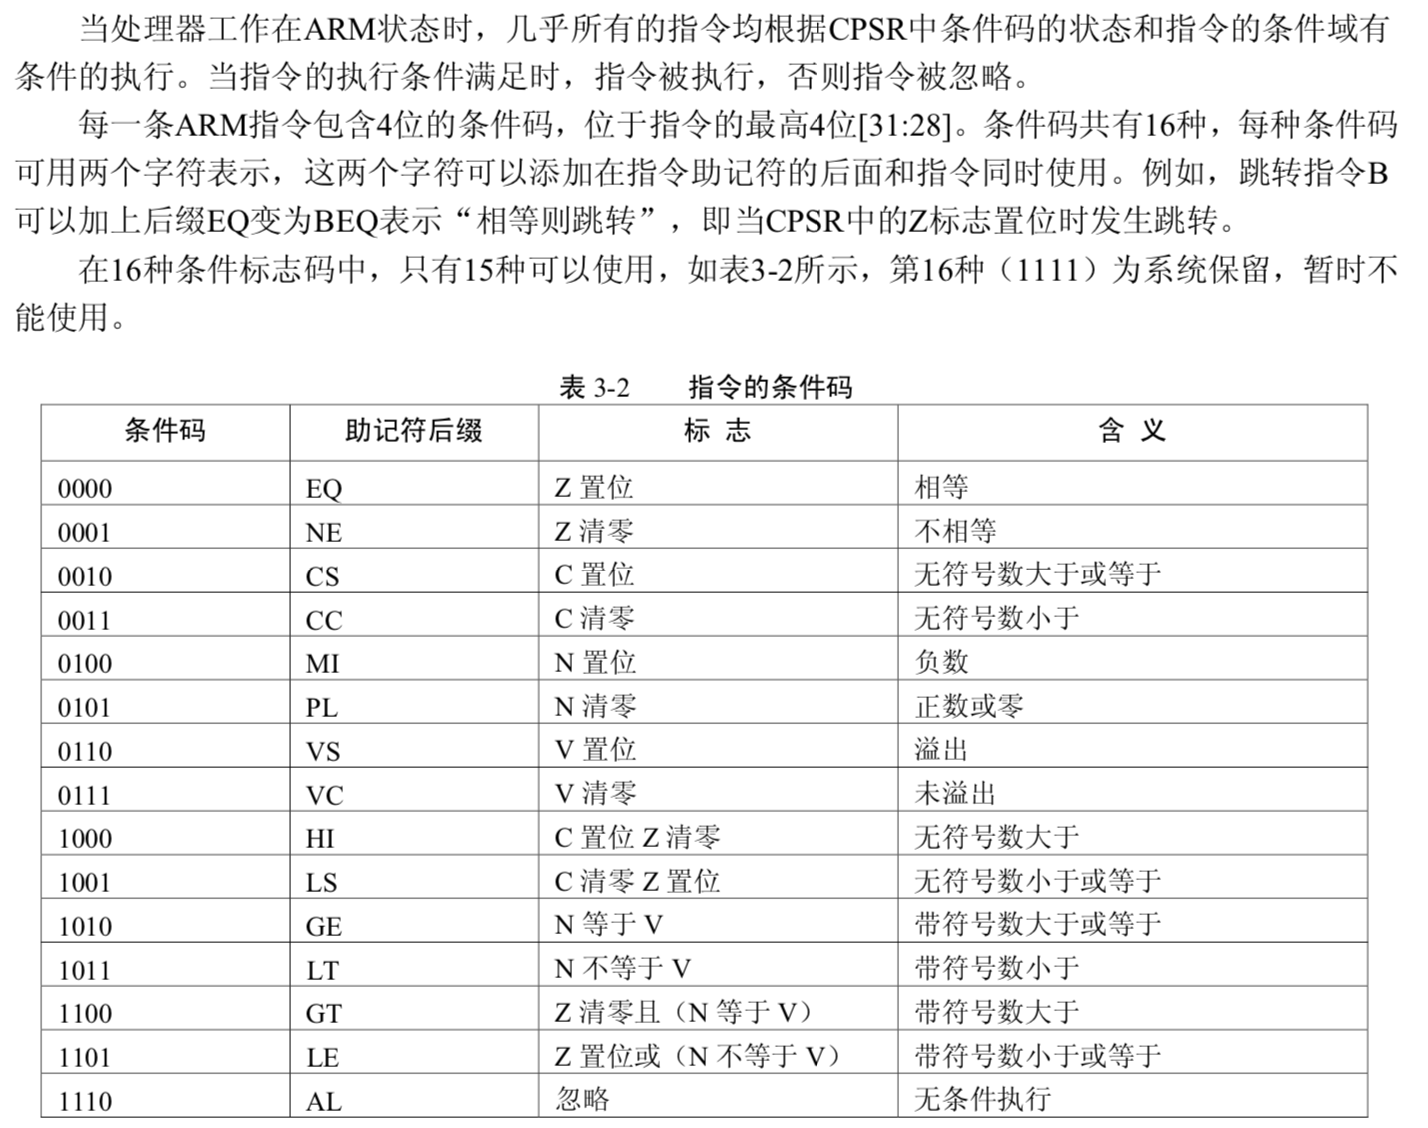 当处理器工作在ARM状态时，几乎所有的指令均根据CPSR中条件码的状态和指令的条件域有
条件的执行。当指令的执行条件满足时，指令被执行，否则指令被忽略。
每一条ARM指令包含4位的条件码，位于指令的最高4位[31:28]。条件码共有16种，每种条件码
可用两个字符表示，这两个字符可以添加在指令助记符的后面和指令同时使用。例如，跳转指令B
可以加上后缀EQ变为BEQ表示“相等则跳转”，即当CPSR中的Z标志置位时发生跳转。
在16种条件标志码中，只有15种可以使用，如表3-2所示，第16种（1111）为系统保留，暂时不
能使用。
表 3-2 指令的条件码
条件码 助记符后缀 标 志 含 义
0000 EQ Z 置位 相等
0001 NE Z 清零 不相等
0010 CS C 置位 无符号数大于或等于
0011 CC C 清零 无符号数小于
0100 MI N 置位 负数
0101 PL N 清零 正数或零
0110 VS V 置位 溢出
0111 VC V 清零 未溢出
1000 HI C 置位 Z 清零 无符号数大于
1001 LS C 清零 Z 置位 无符号数小于或等于
1010 GE N 等于 V 带符号数大于或等于
1011 LT N 不等于 V 带符号数小于
1100 GT Z 清零且（N 等于 V） 带符号数大于
1101 LE Z 置位或（N 不等于 V） 带符号数小于或等于
1110 AL 忽略 无条件执行